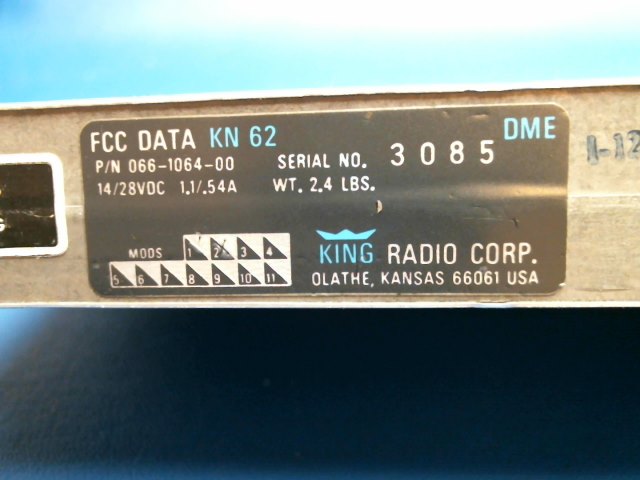 FCC DATA KN 62
DME
P/N 066-1064-00
SERIAL NO. 3085
14/28VDC 1.1/.54A
WT. 2.4 LBS.
MODS 1 2 3 4
5 6 7 8 9 10 11
KING RADIO CORP.
OLATHE, KANSAS 66061 USA